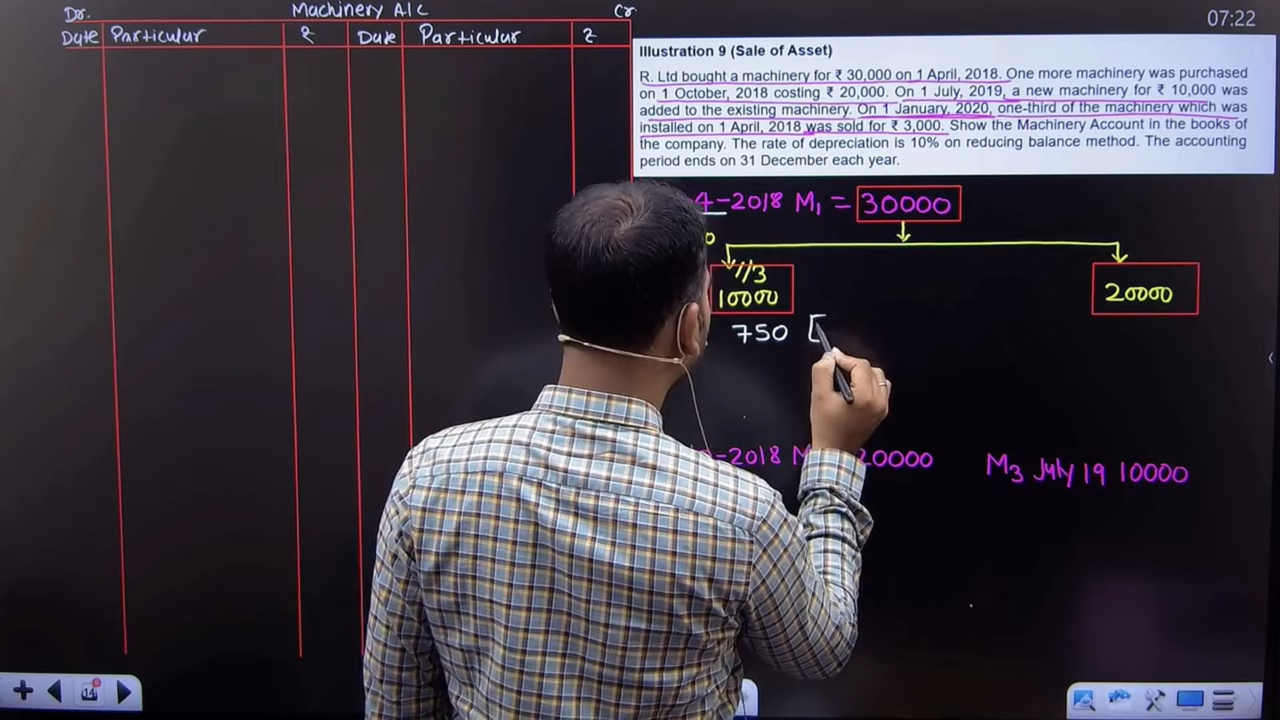 Dr. Machinery A/c Cr
Date Particular ₹ Date Particular ₹
07:22
Illustration 9 (Sale of Asset)
R. Ltd bought a machinery for ₹ 30,000 on 1 April, 2018. One more machinery was purchased
on 1 October, 2018 costing ₹ 20,000. On 1 July, 2019, a new machinery for ₹ 10,000 was
added to the existing machinery. On 1 January, 2020, one-third of the machinery which was
installed on 1 April, 2018 was sold for ₹ 3,000. Show the Machinery Account in the books of
the company. The rate of depreciation is 10% on reducing balance method. The accounting
period ends on 31 December each year.
4-2018 M1 = 30000
1/3
10000
20000
750 [
-2018 M 20000
M3 July 19 10000
14